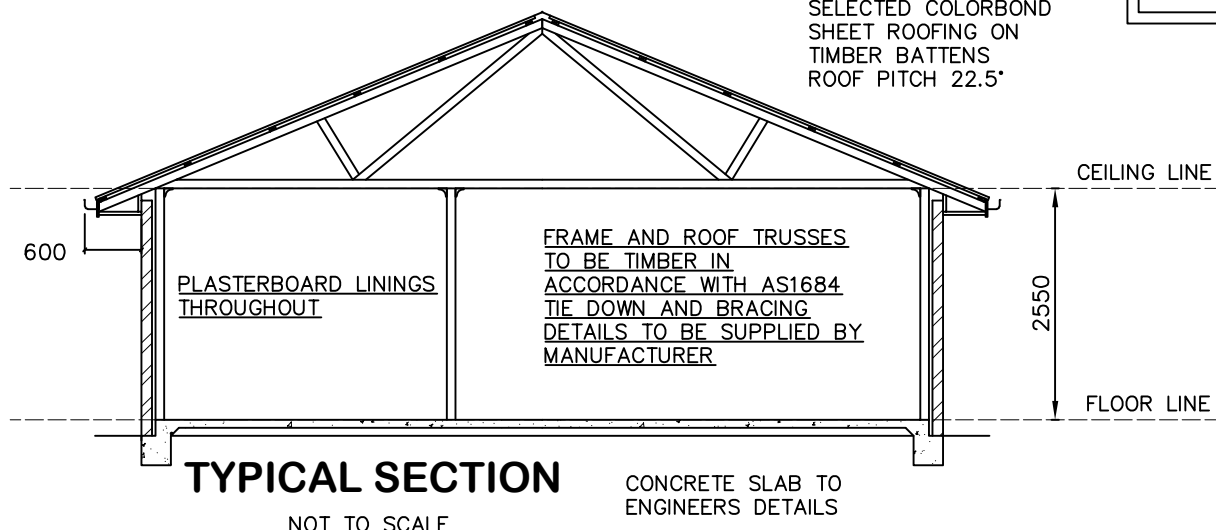 SELECTED COLORBOND
SHEET ROOFING ON
TIMBER BATTENS
ROOF PITCH 22.5°
CEILING LINE
600
FRAME AND ROOF TRUSSES
TO BE TIMBER IN
ACCORDANCE WITH AS1684
TIE DOWN AND BRACING
DETAILS TO BE SUPPLIED BY
MANUFACTURER
PLASTERBOARD LININGS
THROUGHOUT
2550
FLOOR LINE
TYPICAL SECTION
NOT TO SCALE
CONCRETE SLAB TO
ENGINEERS DETAILS